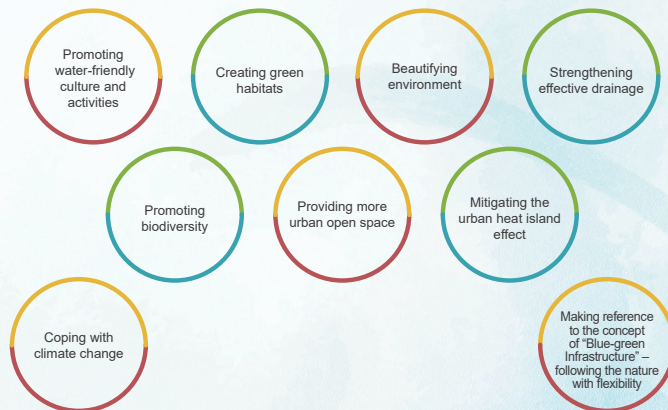 Promoting
water-friendly
culture and
activities
Creating green
habitats
Beautifying
environment
Strengthening
effective drainage
Promoting
biodiversity
Providing more
urban open space
Mitigating the
urban heat island
effect
Coping with
climate change
Making reference
to the concept
of “Blue-green
Infrastructure” –
following the nature
with flexibility